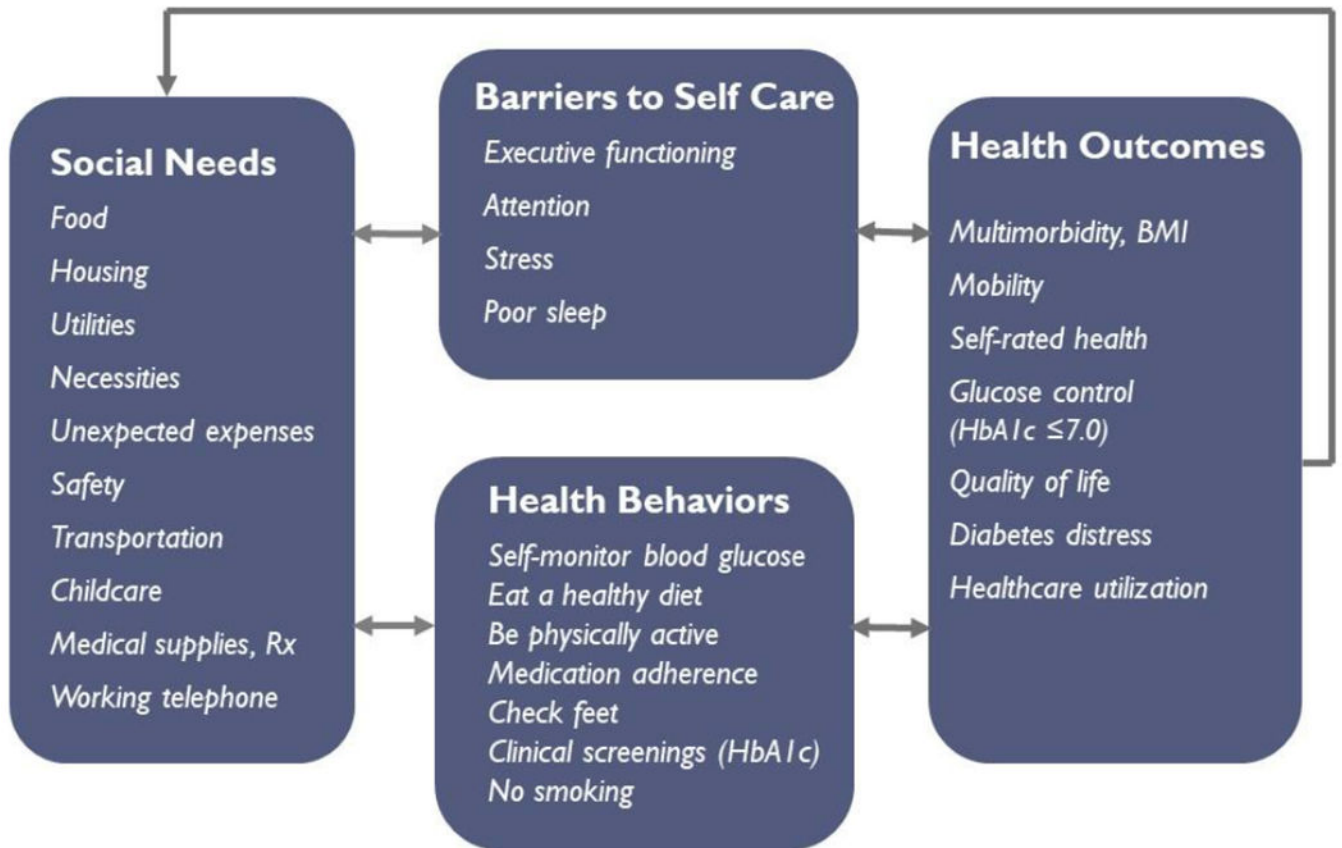 Social Needs
Food
Housing
Utilities
Necessities
Unexpected expenses
Safety
Transportation
Childcare
Medical supplies, Rx
Working telephone
Barriers to Self Care
Executive functioning
Attention
Stress
Poor sleep
Health Behaviors
Self-monitor blood glucose
Eat a healthy diet
Be physically active
Medication adherence
Check feet
Clinical screenings (HbA1c)
No smoking
Health Outcomes
Multimorbidity, BMI
Mobility
Self-rated health
Glucose control
(HbA1c ≤7.0)
Quality of life
Diabetes distress
Healthcare utilization